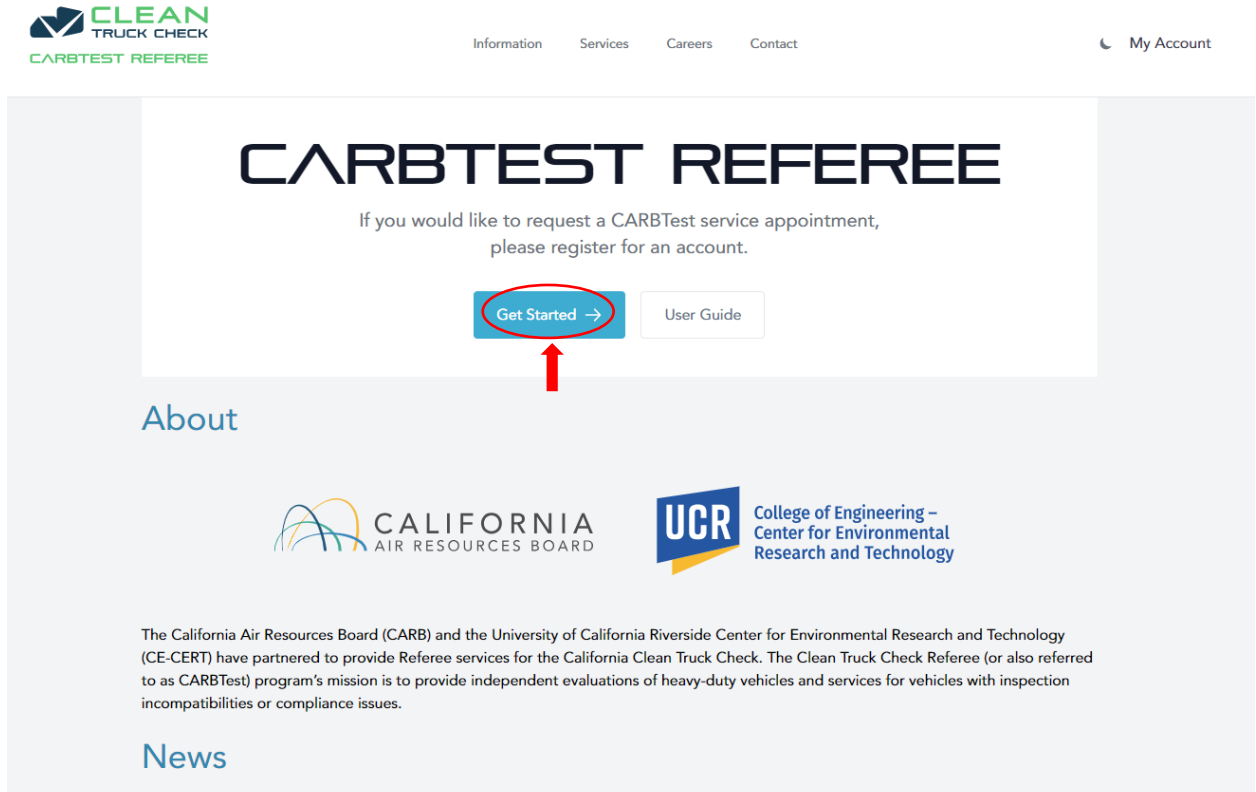 CLEAN
TRUCK CHECK
CARBTEST REFEREE
Information Services Careers Contact
My Account
CARBTEST REFEREE
If you would like to request a CARBTest service appointment,
please register for an account.
Get Started →
User Guide
About
CALIFORNIA
AIR RESOURCES BOARD
UCR
College of Engineering –
Center for Environmental
Research and Technology
The California Air Resources Board (CARB) and the University of California Riverside Center for Environmental Research and Technology
(CE-CERT) have partnered to provide Referee services for the California Clean Truck Check. The Clean Truck Check Referee (or also referred
to as CARBTest) program’s mission is to provide independent evaluations of heavy-duty vehicles and services for vehicles with inspection
incompatibilities or compliance issues.
News